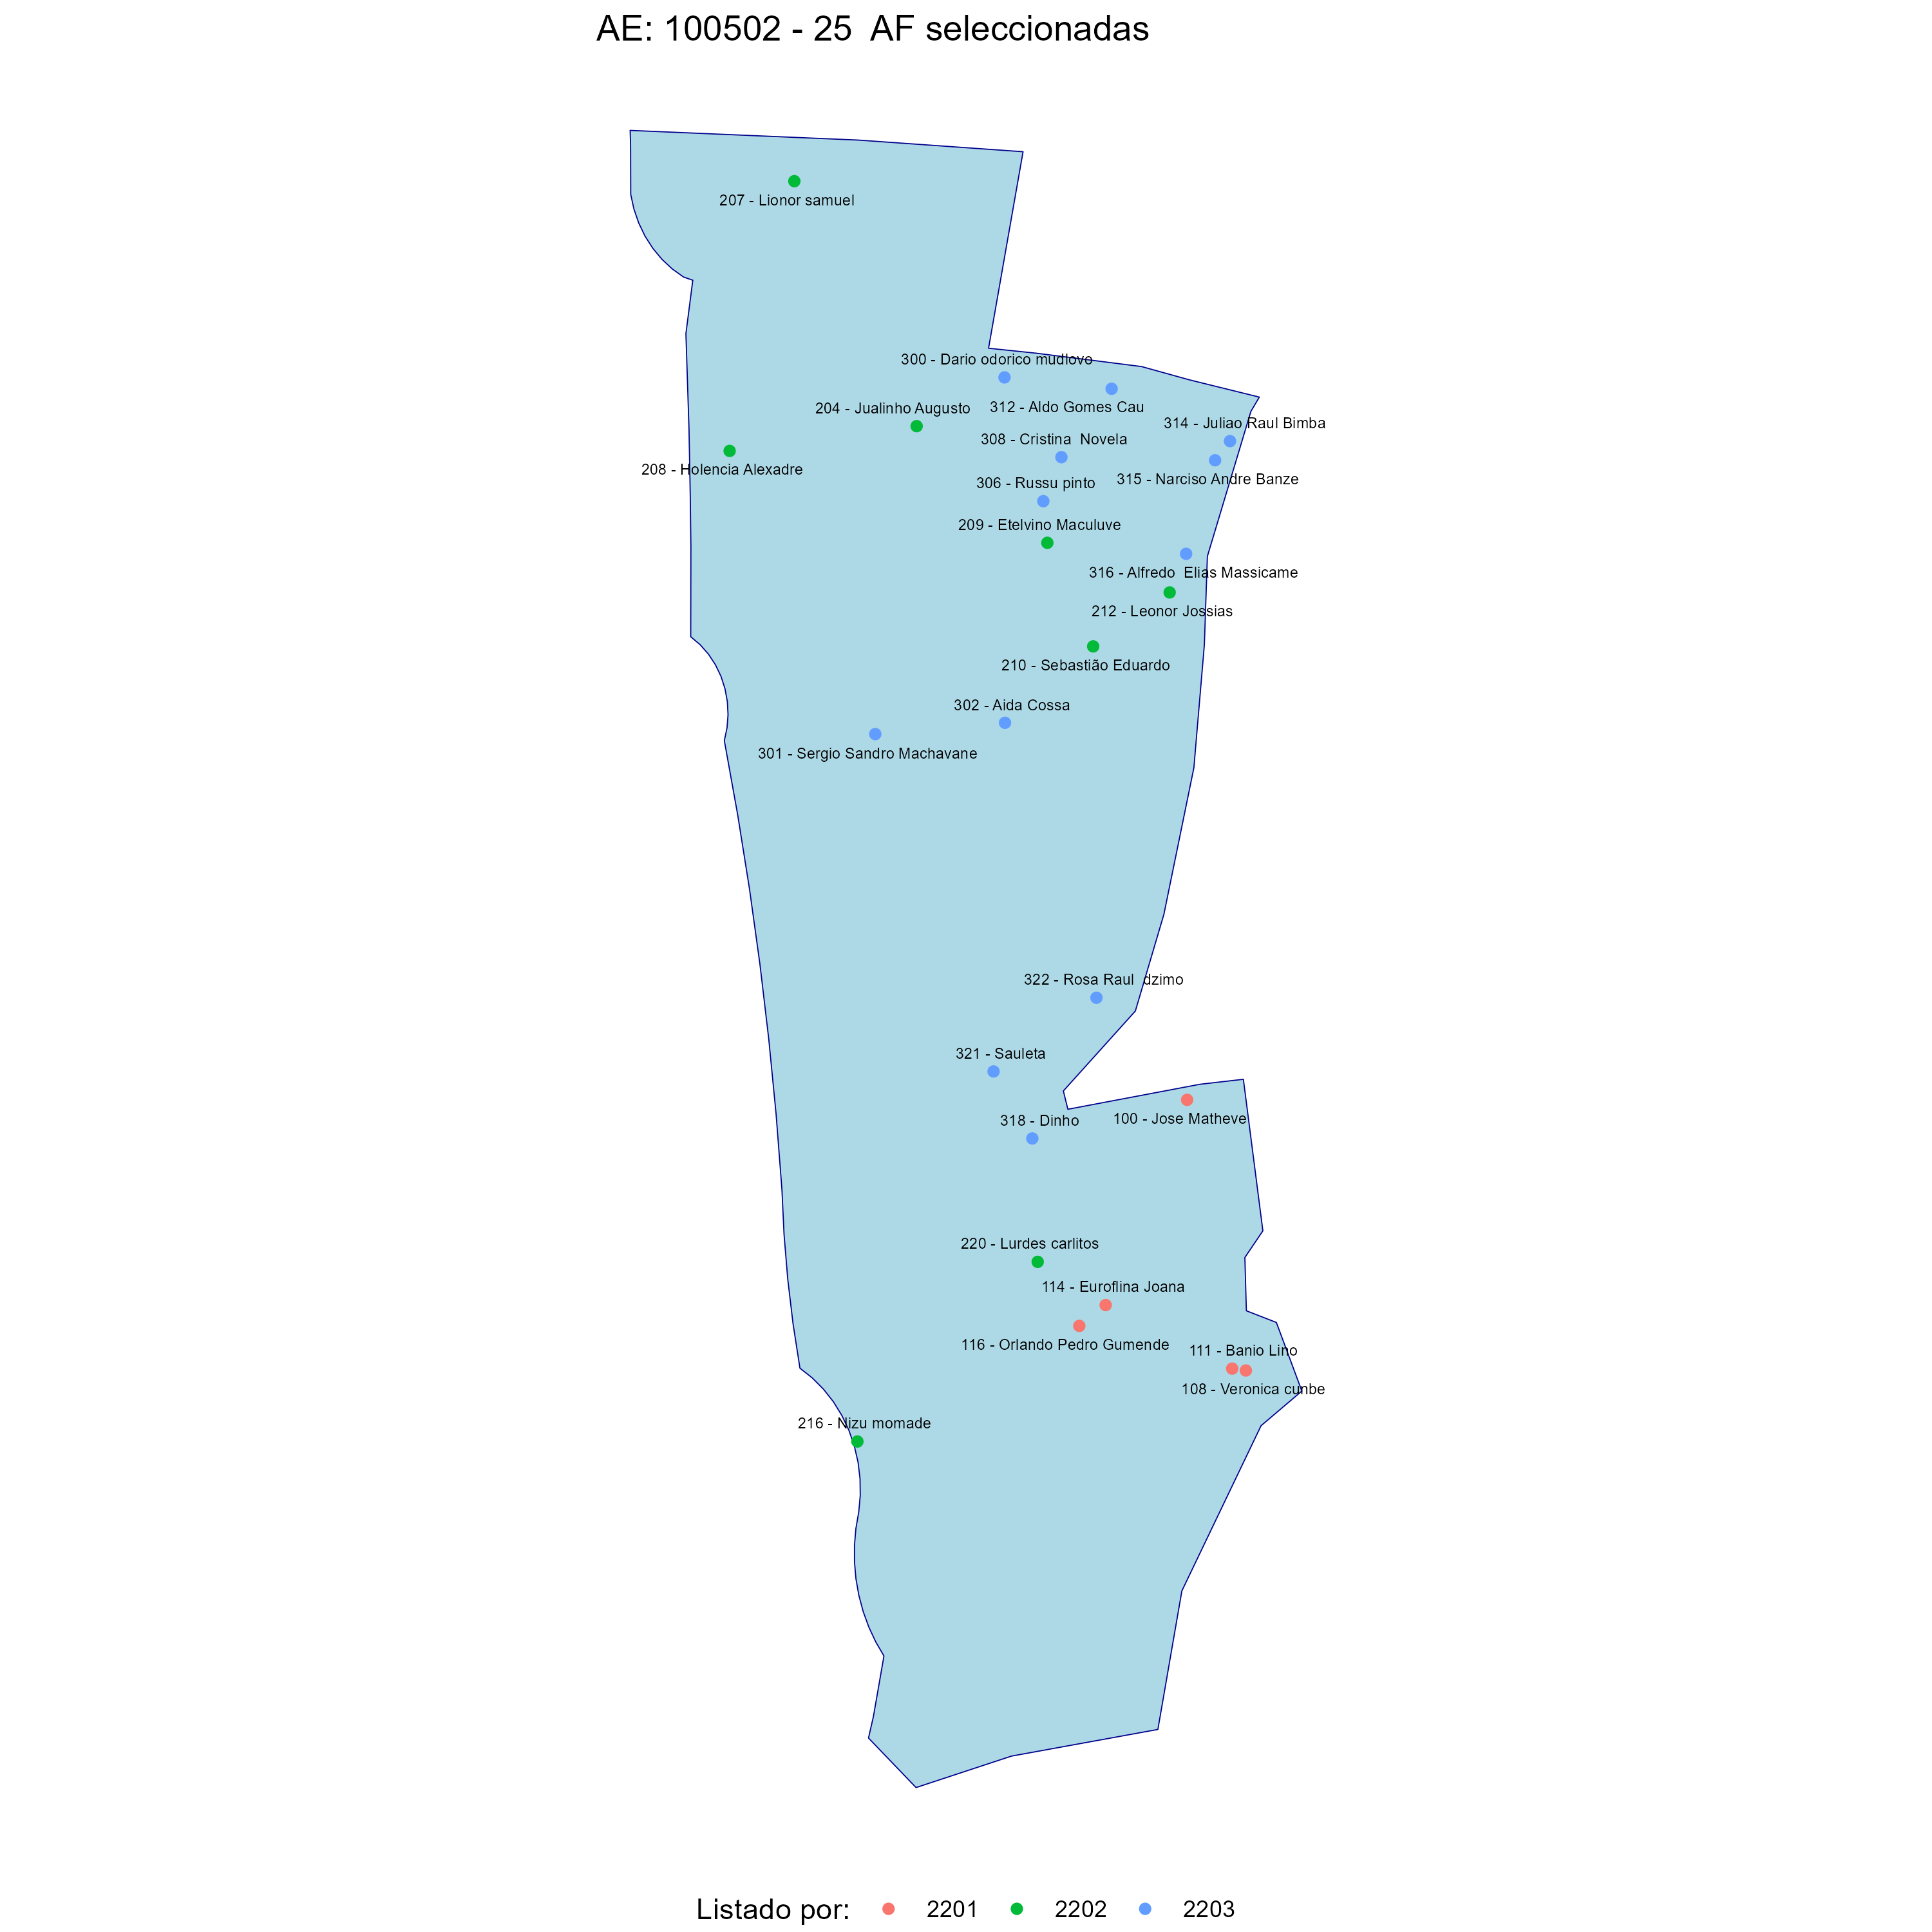 AE: 100502 - 25  AF seleccionadas
207 - Lionor samuel
300 - Dario odorico mudlovo
312 - Aldo Gomes Cau
204 - Jualinho Augusto
314 - Juliao Raul Bimba
308 - Cristina  Novela
208 - Holencia Alexadre
315 - Narciso Andre Banze
306 - Russu pinto
209 - Etelvino Maculuve
316 - Alfredo  Elias Massicame
212 - Leonor Jossias
210 - Sebastião Eduardo
302 - Aida Cossa
301 - Sergio Sandro Machavane
322 - Rosa Raul  dzimo
321 - Sauleta
100 - Jose Matheve
318 - Dinho
220 - Lurdes carlitos
114 - Euroflina Joana
116 - Orlando Pedro Gumende
111 - Banio Lino
108 - Veronica cunbe
216 - Nizu momade
Listado por: 2201 2202 2203